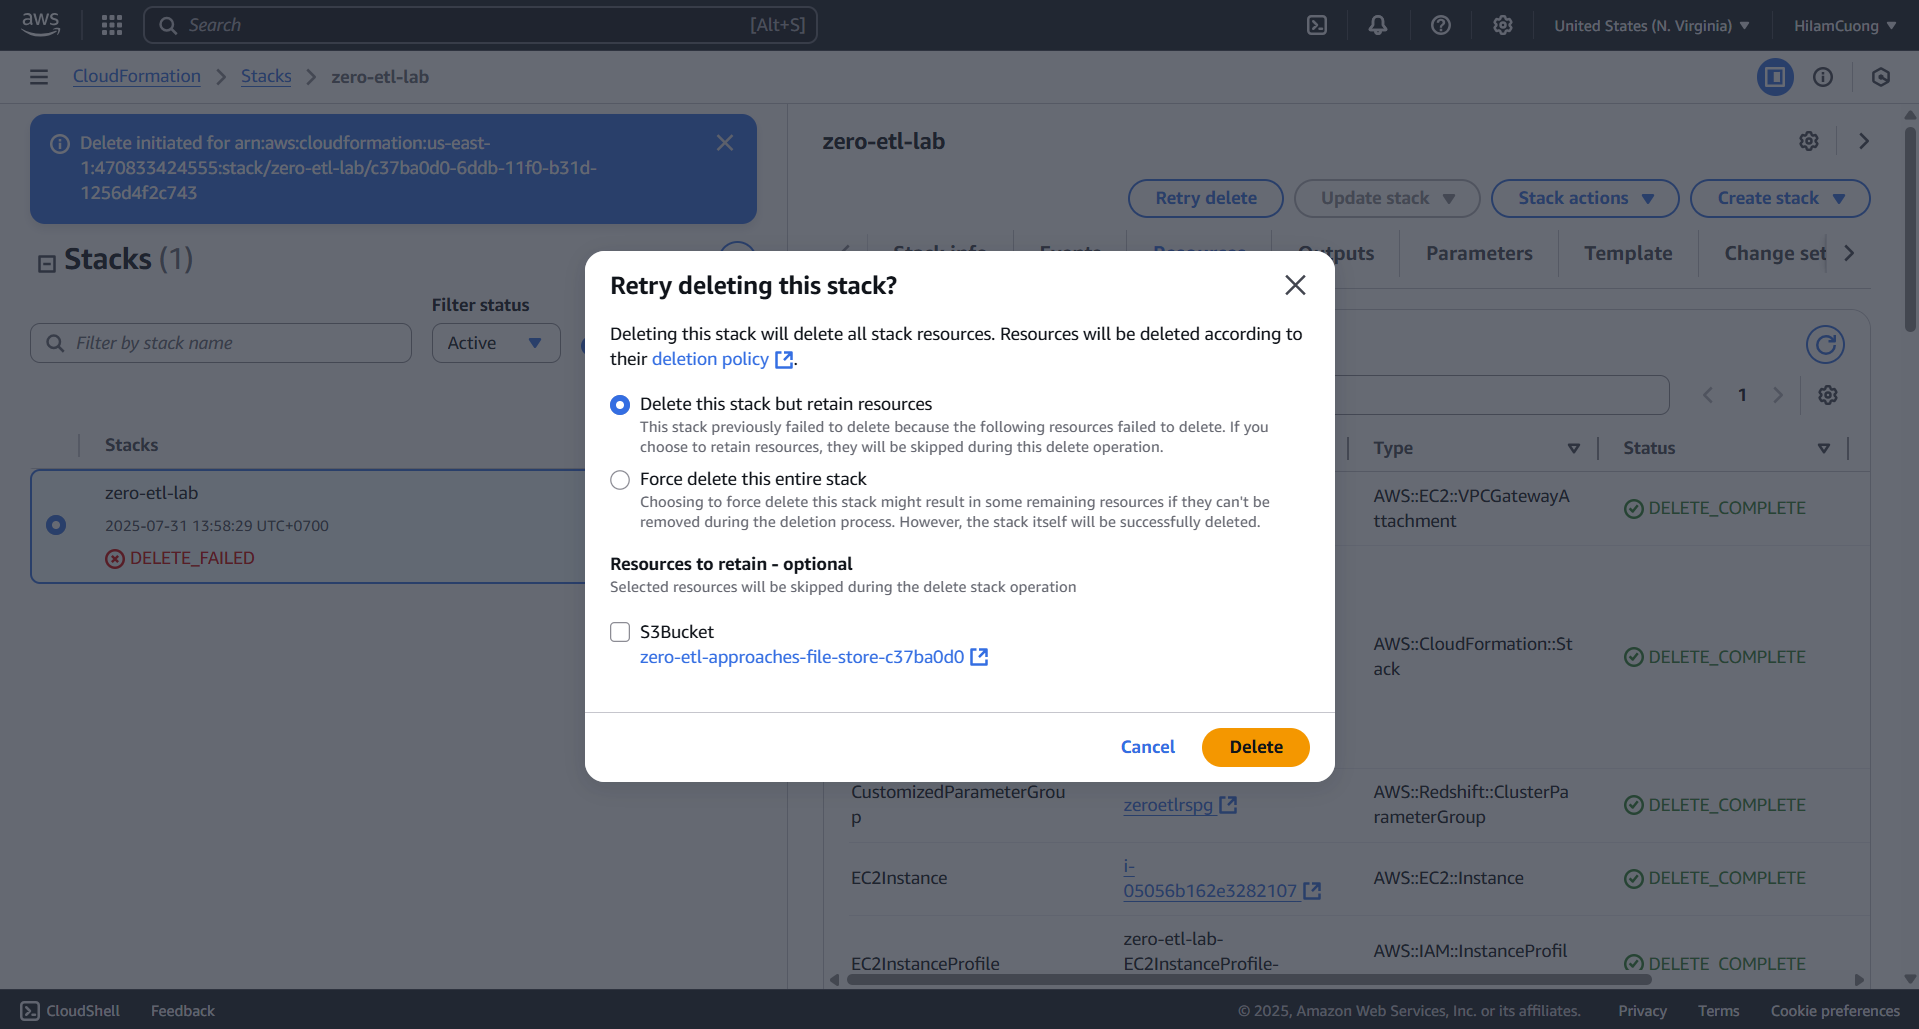 aws
Search
[Alt+S]
United States (N. Virginia)
HilamCuong
CloudFormation
Stacks
zero-etl-lab
Delete initiated for arn:aws:cloudformation:us-east-
1:470833424555:stack/zero-etl-lab/c37ba0d0-6ddb-11f0-b31d-
1256d4f2c743
Stacks (1)
Filter status
Filter by stack name
Active
Stacks
zero-etl-lab
2025-07-31 13:58:29 UTC+0700
DELETE_FAILED
zero-etl-lab
Retry delete
Update stack
Stack actions
Create stack
Stack info
Events
Resources
Outputs
Parameters
Template
Change set
1
Type
Status
AWS::EC2::VPCGatewayA
ttachment
DELETE_COMPLETE
AWS::CloudFormation::St
ack
DELETE_COMPLETE
CustomizedParameterGrou
p
zeroetlrspg
AWS::Redshift::ClusterPa
rameterGroup
DELETE_COMPLETE
EC2Instance
i-
05056b162e3282107
AWS::EC2::Instance
DELETE_COMPLETE
EC2InstanceProfile
zero-etl-lab-
EC2InstanceProfile-
AWS::IAM::InstanceProfil
DELETE_COMPLETE
Retry deleting this stack?
Deleting this stack will delete all stack resources. Resources will be deleted according to
their deletion policy.
Delete this stack but retain resources
This stack previously failed to delete because the following resources failed to delete. If you
choose to retain resources, they will be skipped during this delete operation.
Force delete this entire stack
Choosing to force delete this stack might result in some remaining resources if they can't be
removed during the deletion process. However, the stack itself will be successfully deleted.
Resources to retain - optional
Selected resources will be skipped during the delete stack operation
S3Bucket
zero-etl-approaches-file-store-c37ba0d0
Cancel
Delete
CloudShell
Feedback
© 2025, Amazon Web Services, Inc. or its affiliates.
Privacy
Terms
Cookie preferences